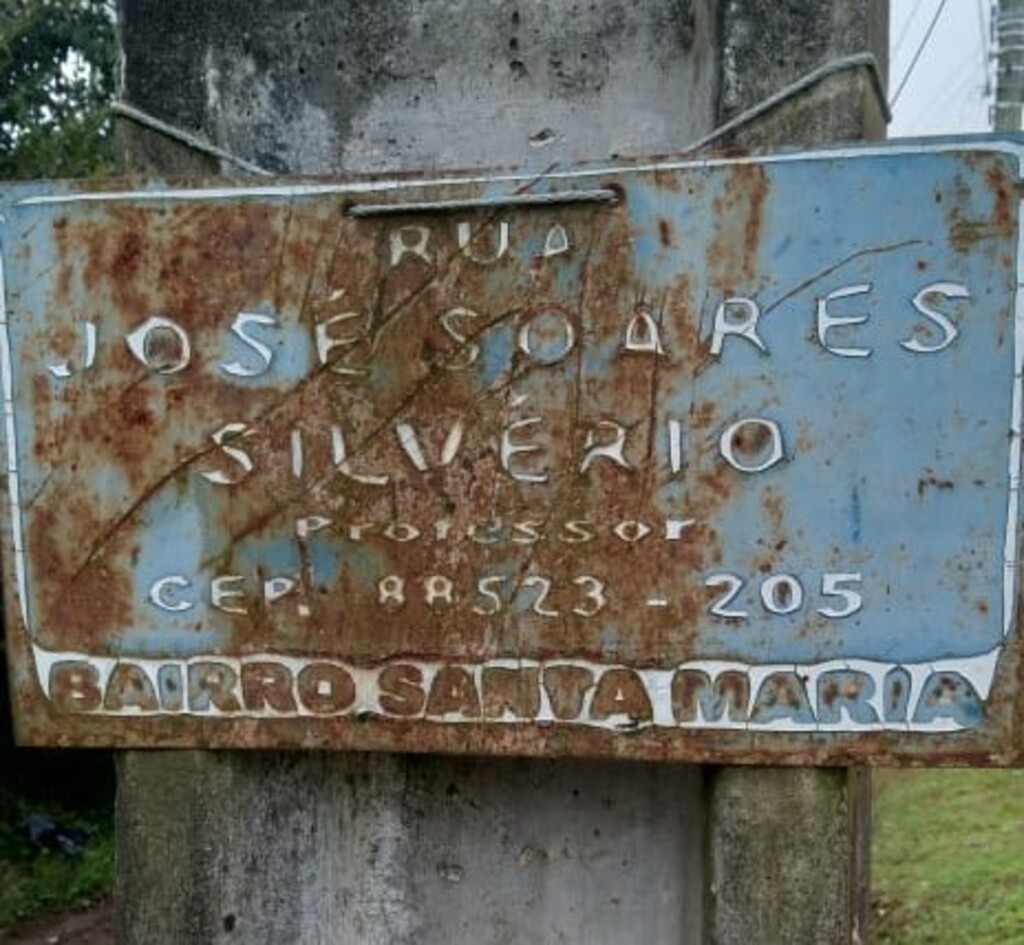 RUA
JOSÉ SOARES
SILVÉRIO
Professor
CEP. 88523 - 205
BAIRRO SANTA MARIA